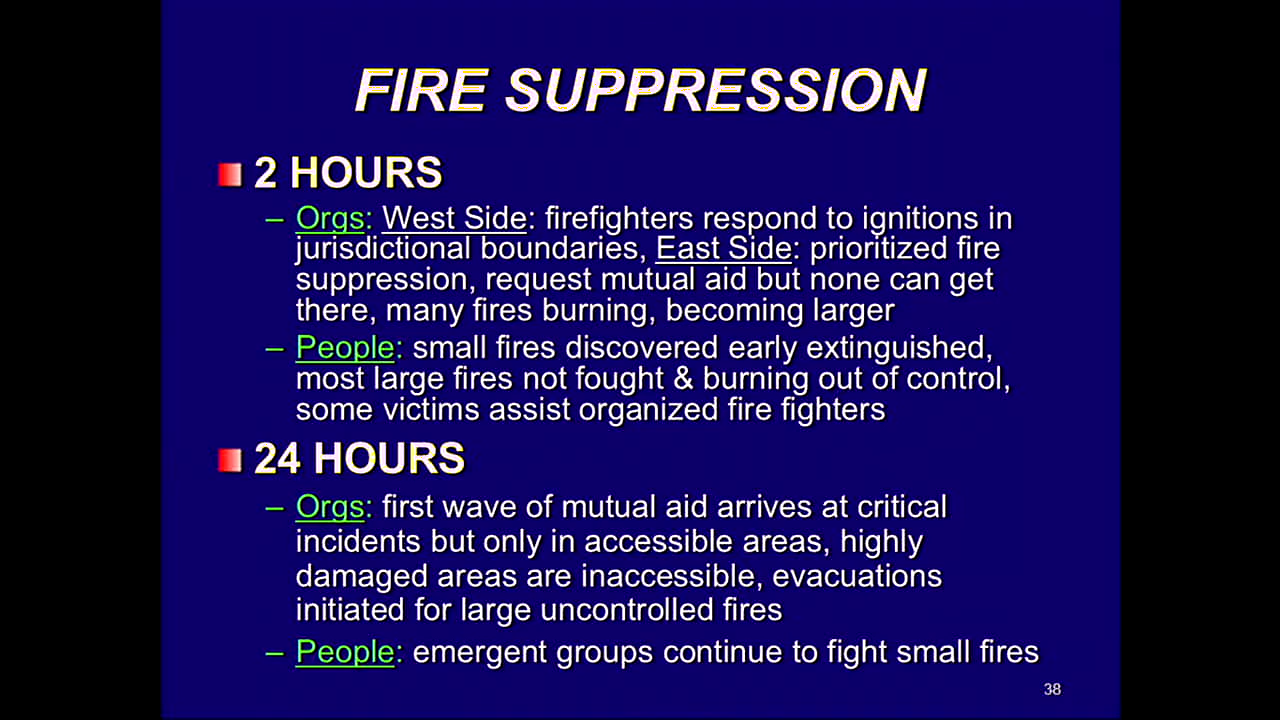 FIRE SUPPRESSION
2 HOURS
– Orgs: West Side: firefighters respond to ignitions in
jurisdictional boundaries, East Side: prioritized fire
suppression, request mutual aid but none can get
there, many fires burning, becoming larger
– People: small fires discovered early extinguished,
most large fires not fought & burning out of control,
some victims assist organized fire fighters
24 HOURS
– Orgs: first wave of mutual aid arrives at critical
incidents but only in accessible areas, highly
damaged areas are inaccessible, evacuations
initiated for large uncontrolled fires
– People: emergent groups continue to fight small fires
38